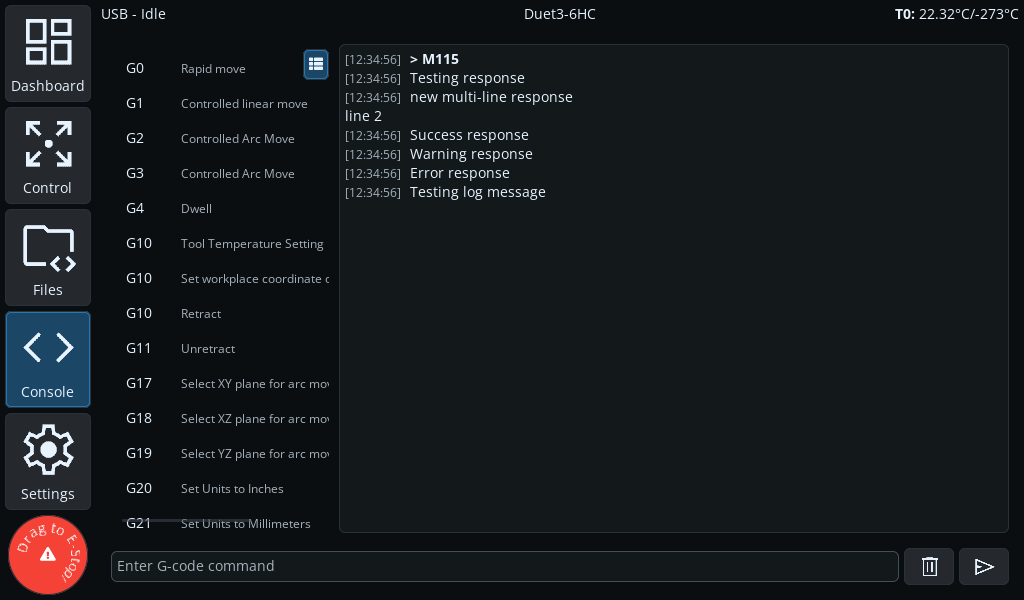 USB - Idle
Duet3-6HC
T0: 22.32°C/-273°C
Dashboard
Control
Files
Console
Settings
Drag to E-Stop!
G0 Rapid move
G1 Controlled linear move
G2 Controlled Arc Move
G3 Controlled Arc Move
G4 Dwell
G10 Tool Temperature Setting
G10 Set workplace coordinate
G10 Retract
G11 Unretract
G17 Select XY plane for arc
G18 Select XZ plane for arc
G19 Select YZ plane for arc
G20 Set Units to Inches
G21 Set Units to Millimeters
[12:34:56] > M115
[12:34:56] Testing response
[12:34:56] new multi-line response
line 2
[12:34:56] Success response
[12:34:56] Warning response
[12:34:56] Error response
[12:34:56] Testing log message
Enter G-code command